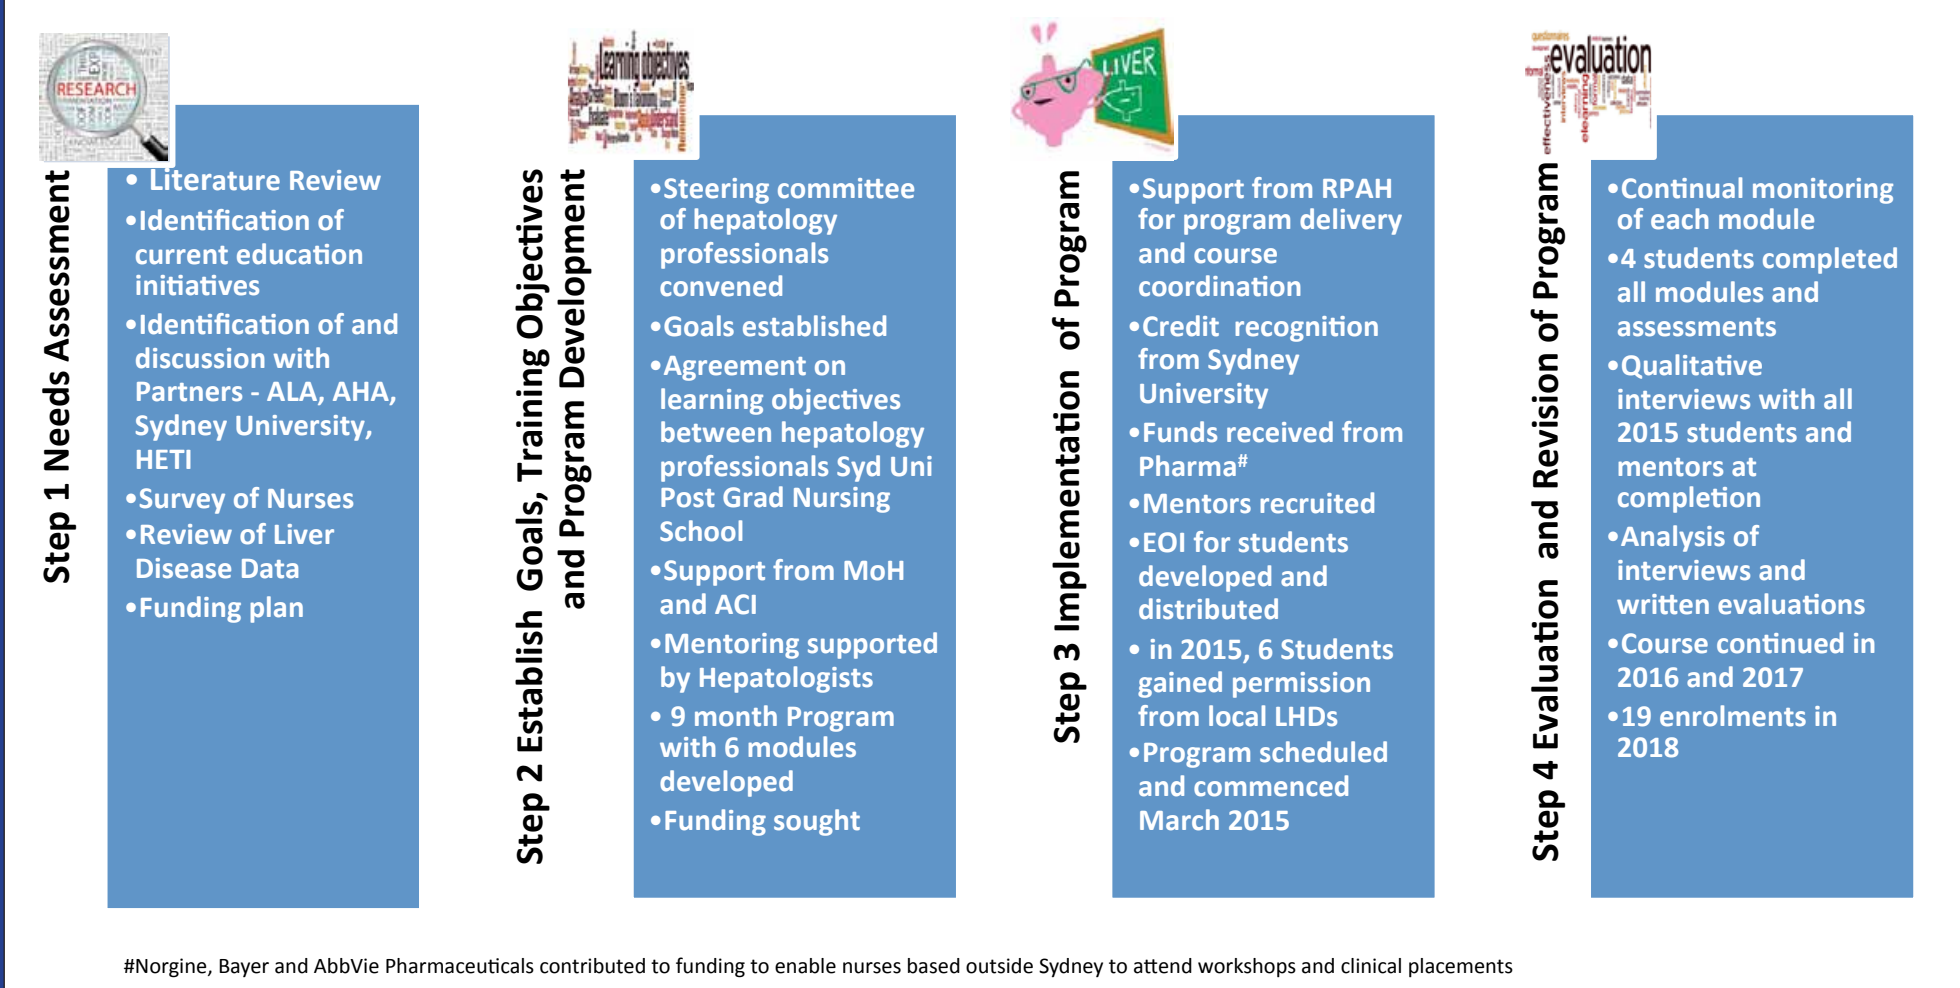 RESEARCH
Step 1 Needs Assessment
• Literature Review
•Identification of
current education
initiatives
•Identification of and
discussion with
Partners - ALA, AHA,
Sydney University,
HETI
•Survey of Nurses
•Review of Liver
Disease Data
•Funding plan
Learning objectives
Step 2 Establish Goals, Training Objectives
and Program Development
•Steering committee
of hepatology
professionals
convened
•Goals established
•Agreement on
learning objectives
between hepatology
professionals Syd Uni
Post Grad Nursing
School
•Support from MoH
and ACI
•Mentoring supported
by Hepatologists
• 9 month Program
with 6 modules
developed
•Funding sought
LIVER
Step 3 Implementation of Program
•Support from RPAH
for program delivery
and course
coordination
•Credit recognition
from Sydney
University
•Funds received from
Pharma#
•Mentors recruited
•EOI for students
developed and
distributed
• in 2015, 6 Students
gained permission
from local LHDs
•Program scheduled
and commenced
March 2015
questionnaires
evaluation
effectiveness
elearning
Step 4 Evaluation and Revision of Program
•Continual monitoring
of each module
•4 students completed
all modules and
assessments
•Qualitative
interviews with all
2015 students and
mentors at
completion
•Analysis of
interviews and
written evaluations
•Course continued in
2016 and 2017
•19 enrolments in
2018
#Norgine, Bayer and AbbVie Pharmaceuticals contributed to funding to enable nurses based outside Sydney to attend workshops and clinical placements